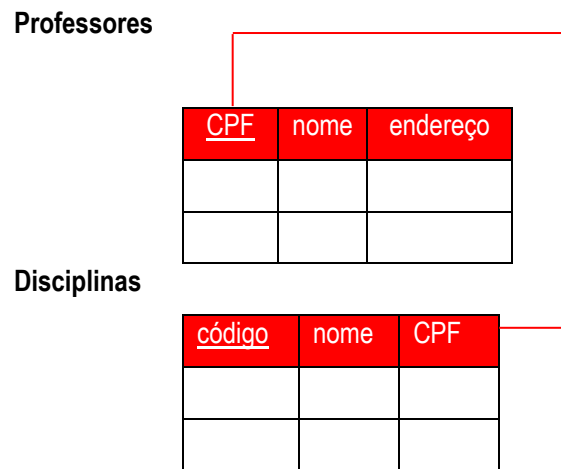 Professores
CPF nome endereço
Disciplinas
código nome CPF